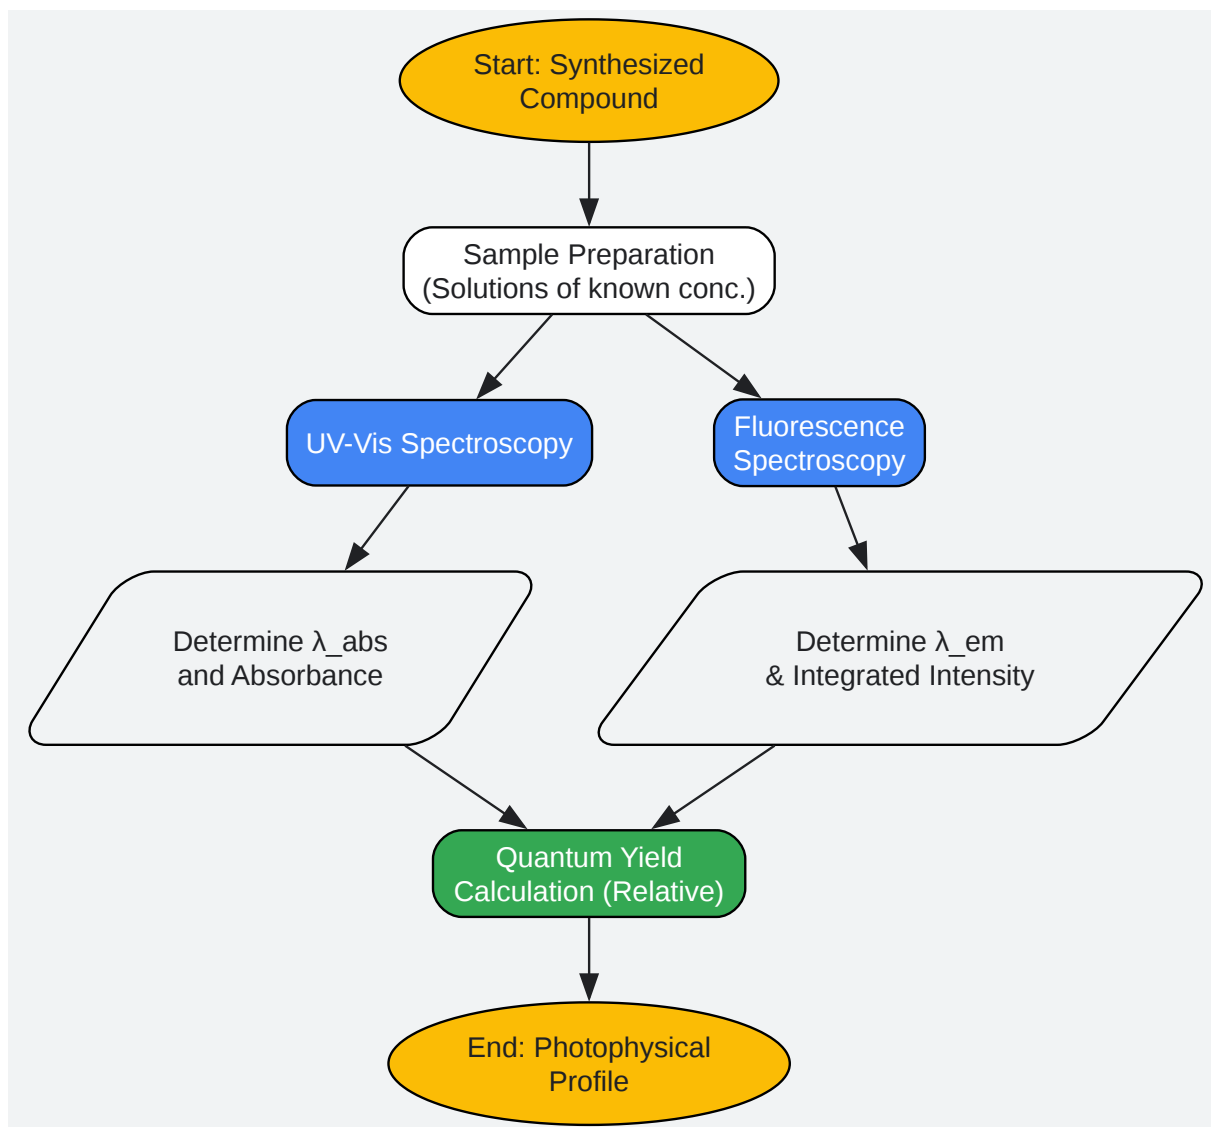 Start: Synthesized
Compound
Sample Preparation
(Solutions of known conc.)
UV-Vis Spectroscopy
Fluorescence
Spectroscopy
Determine λ_abs
and Absorbance
Determine λ_em
& Integrated Intensity
Quantum Yield
Calculation (Relative)
End: Photophysical
Profile